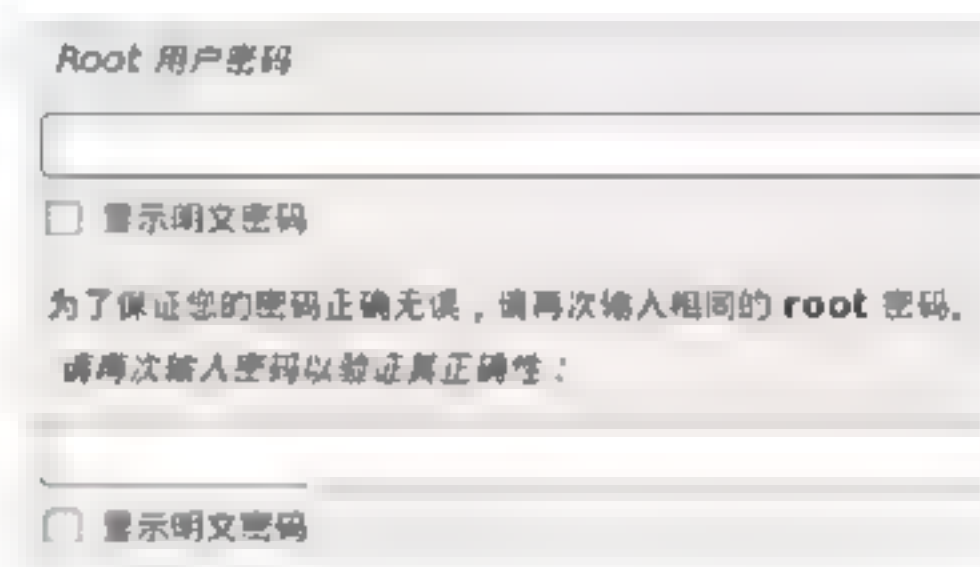 Root 用户密码
显示明文密码
为了保证您的密码正确无误，请再次输入相同的 root 密码。
请再次输入密码以验证其正确性：
显示明文密码